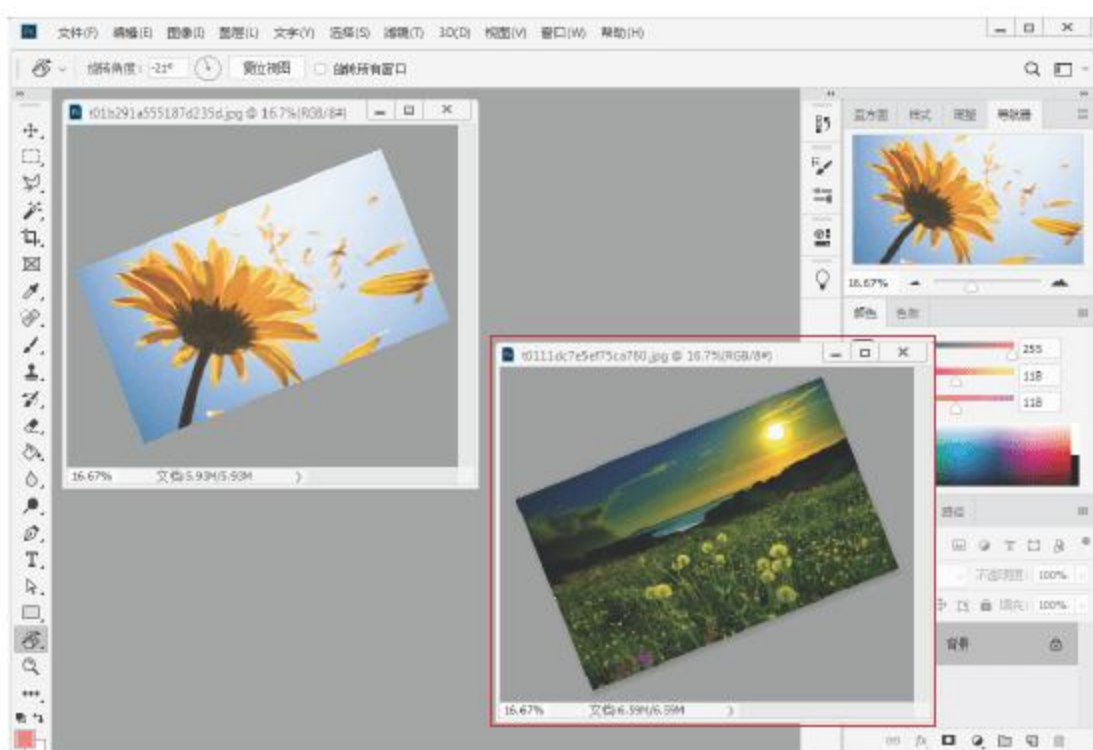 文件(F) 编辑(E) 图像(I) 图层(L) 文字(Y) 选择(S) 滤镜(T) 3D(D) 视图(V) 窗口(W) 帮助(H)
旋转角度: -21° 复位视图 旋转所有窗口
t01b291a555187d235d.jpg @ 16.7%(RGB/8#)
16.67% 文档:5.93M/5.93M
t0111dc7e5ef75ca760.jpg @ 16.7%(RGB/8#)
16.67% 文档:6.59M/6.59M
直方图 样式 调整 导航器
16.67%
颜色 色板
255
118
118
路径
不透明度: 100%
填充: 100%
背景
fx